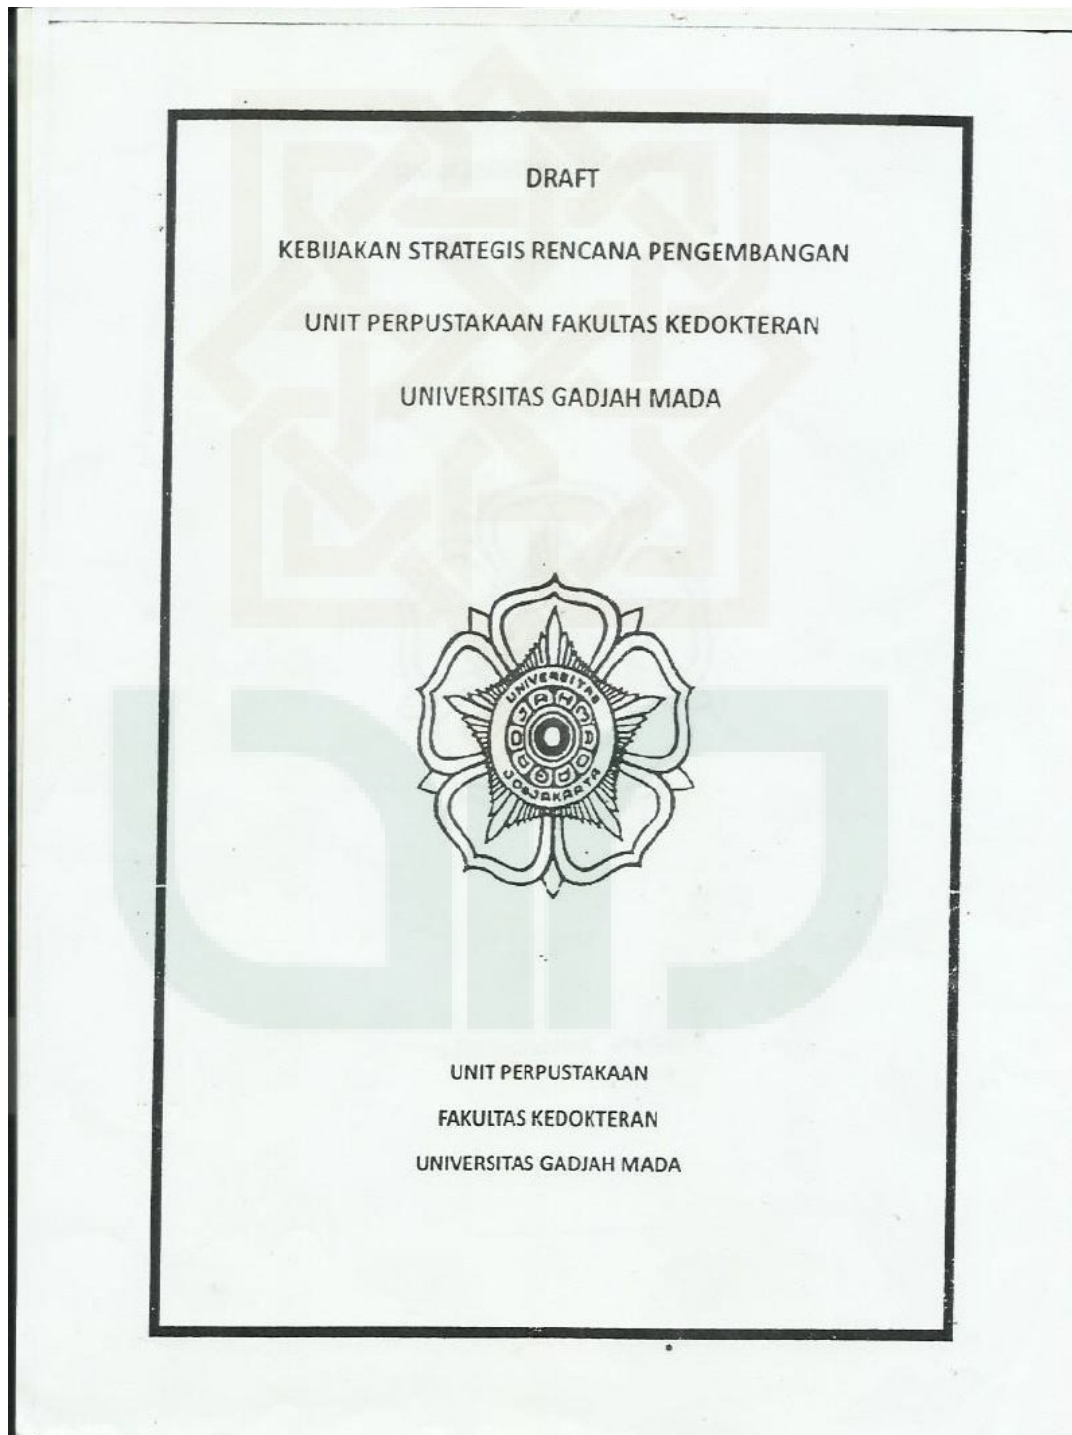 DRAFT
KEBIJAKAN STRATEGIS RENCANA PENGEMBANGAN
UNIT PERPUSTAKAAN FAKULTAS KEDOKTERAN
UNIVERSITAS GADJAH MADA
UNIVERSITAS
GADJAH MADA
JOGJAKARTA
UNIT PERPUSTAKAAN
FAKULTAS KEDOKTERAN
UNIVERSITAS GADJAH MADA